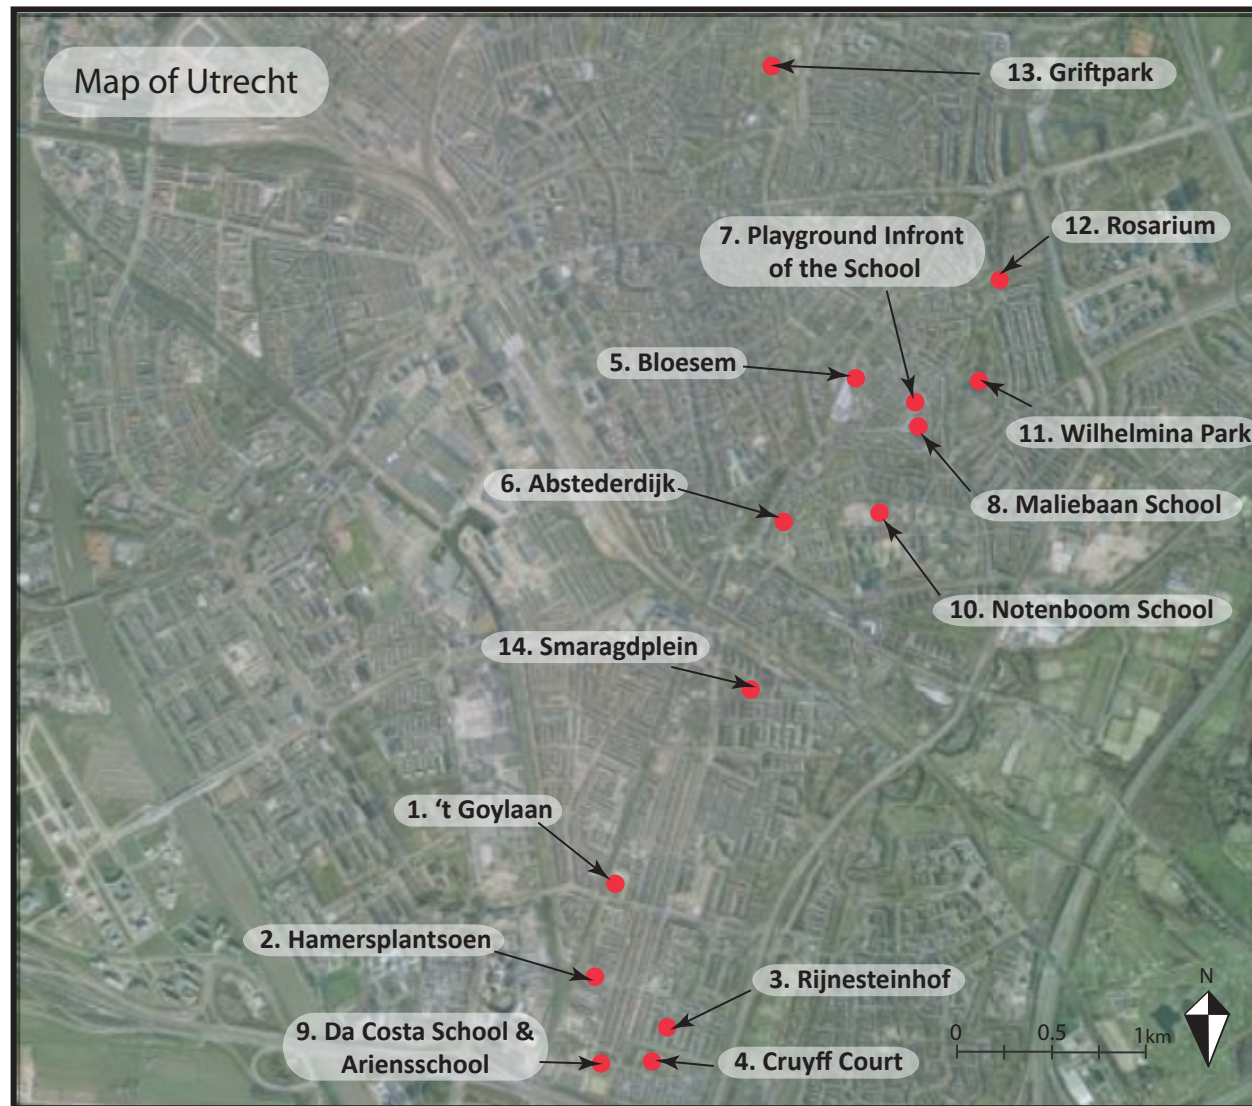 Map of Utrecht
13. Griftpark
12. Rosarium
7. Playground Infront
of the School
5. Bloesem
11. Wilhelmina Park
6. Abstederdijk
8. Maliebaan School
10. Notenboom School
14. Smaragdplein
1. ‘t Goylaan
2. Hamersplantsoen
3. Rijnesteinhof
N
9. Da Costa School &
Ariensschool
4. Cruyff Court
0 0.5 1km